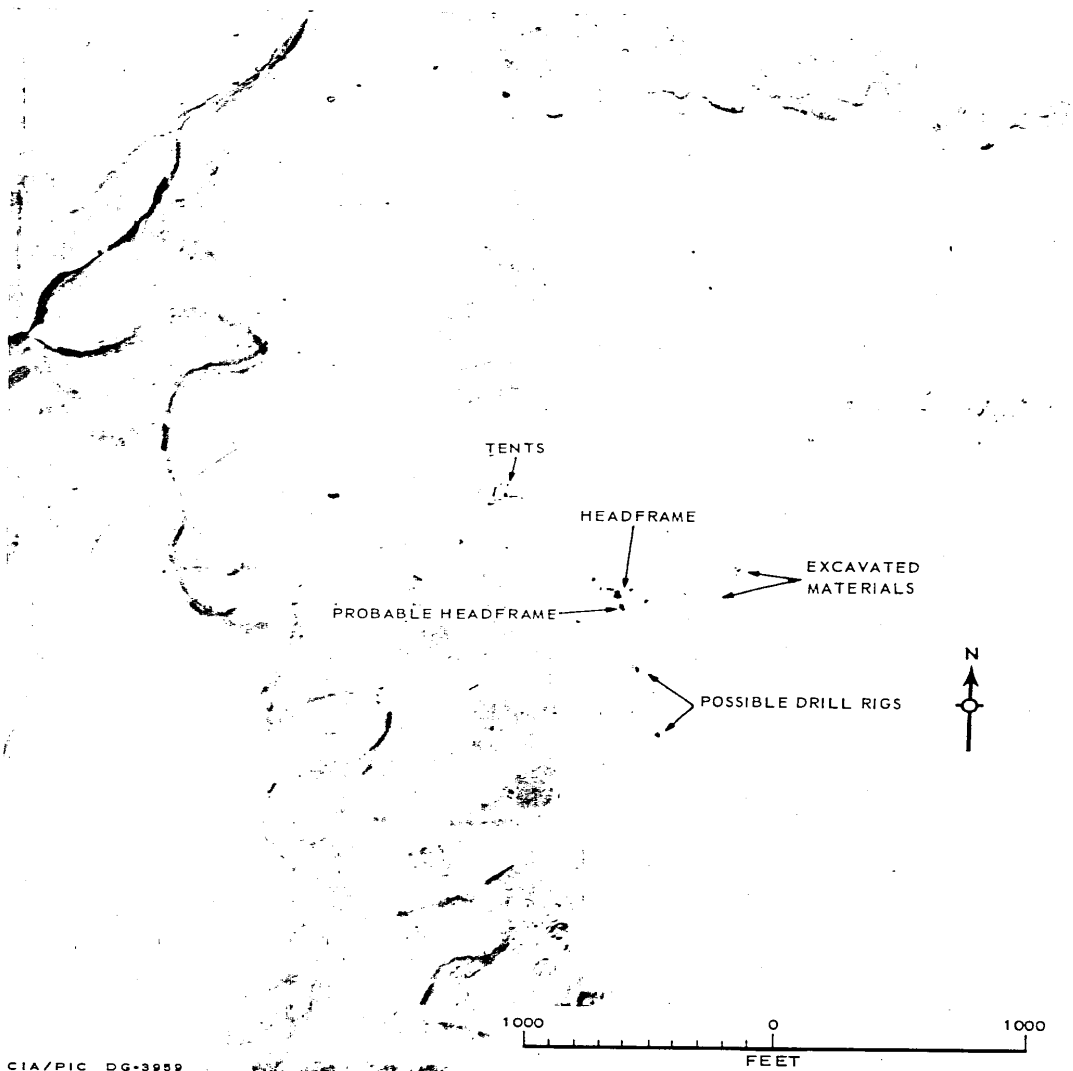 TENTS
HEADFRAME
EXCAVATED
MATERIALS
PROBABLE HEADFRAME
N
POSSIBLE DRILL RIGS
1000 0 1000
FEET
CIA/PIC DG-3959